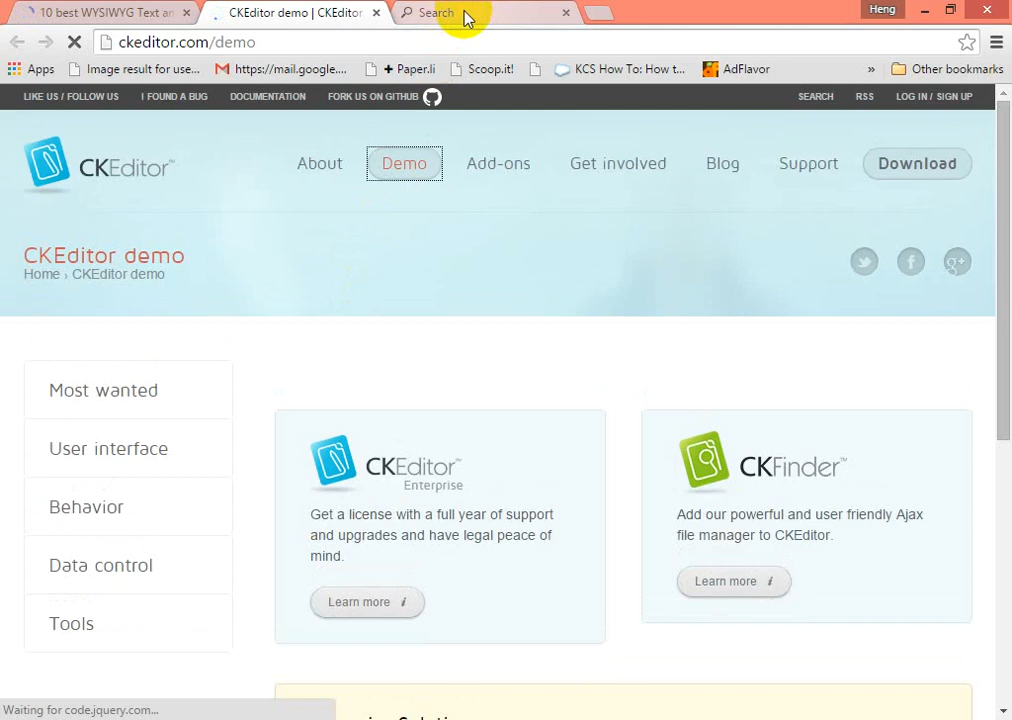 10 best WYSIWYG Text an
CKEditor demo | CKEditor
Search
Heng
ckeditor.com/demo
Apps
Image result for use...
https://mail.google....
+ Paper.li
Scoop.it!
KCS How To: How t...
AdFlavor
»
Other bookmarks
LIKE US / FOLLOW US
I FOUND A BUG
DOCUMENTATION
FORK US ON GITHUB
SEARCH
RSS
LOG IN / SIGN UP
CKEditor™
About
Demo
Add-ons
Get involved
Blog
Support
Download
CKEditor demo
Home › CKEditor demo
Most wanted
User interface
Behavior
Data control
Tools
CKEditor™
Enterprise
Get a license with a full year of support
and upgrades and have legal peace of
mind.
Learn more i
CKFinder™
Add our powerful and user friendly Ajax
file manager to CKEditor.
Learn more i
Waiting for code.jquery.com...